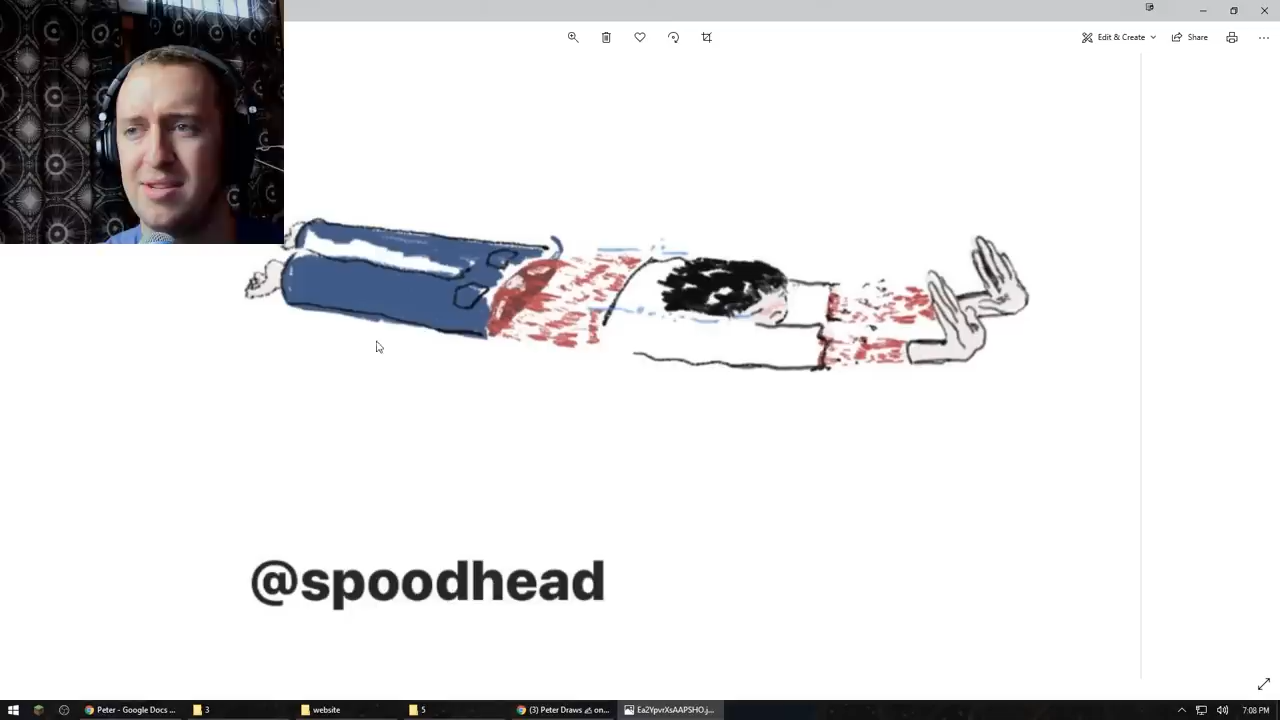 Edit & Create
Share
@spoodhead
Peter - Google Docs ...
3
website
5
(3) Peter Draws ✍ on...
Ea2YpvrXsAAPSHO.j...
7:08 PM